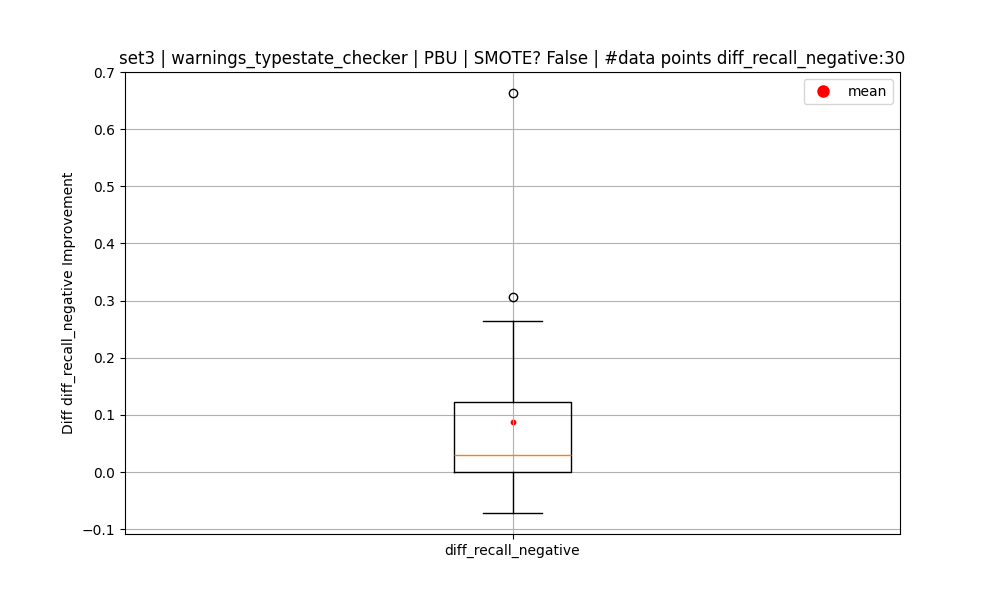 set3 | warnings_typestate_checker | PBU | SMOTE? False | #data points diff_recall_negative:30
mean
Diff diff_recall_negative Improvement
0.7
0.6
0.5
0.4
0.3
0.2
0.1
0.0
−0.1
diff_recall_negative